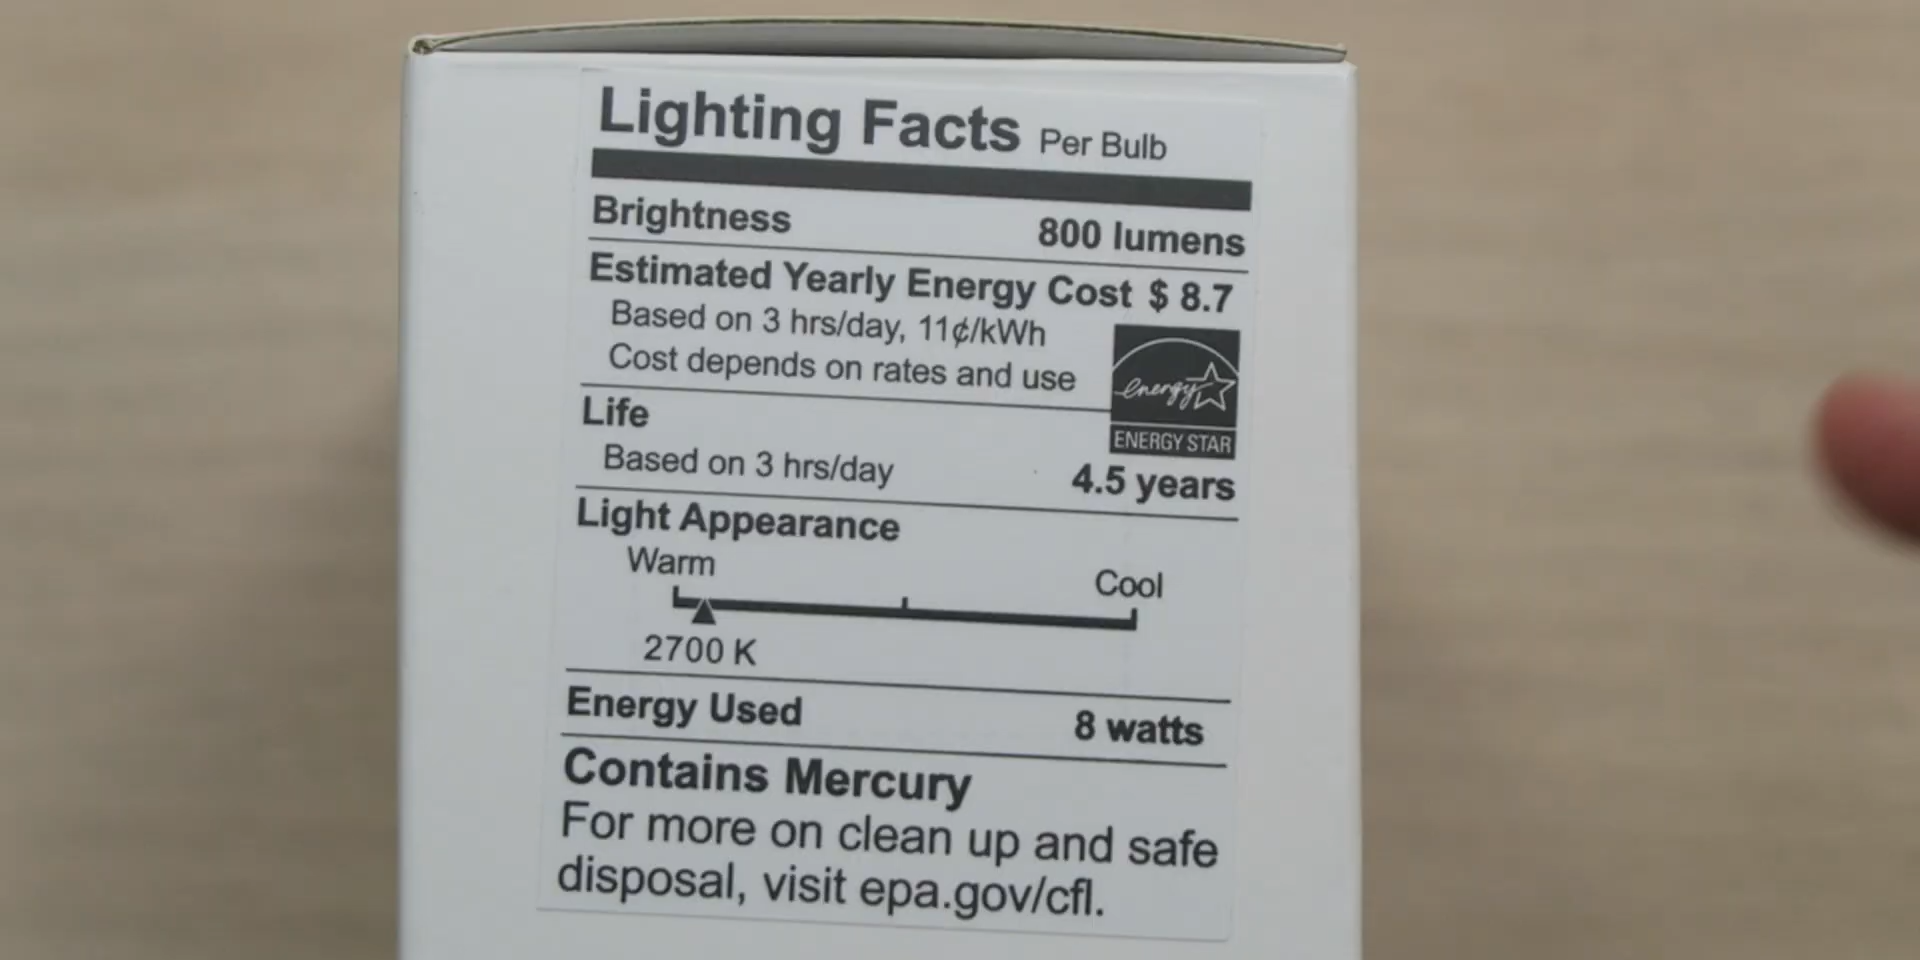 Lighting Facts Per Bulb
Brightness 800 lumens
Estimated Yearly Energy Cost $ 8.7
Based on 3 hrs/day, 11¢/kWh
Cost depends on rates and use
energy
ENERGY STAR
Life
Based on 3 hrs/day 4.5 years
Light Appearance
Warm Cool
2700 K
Energy Used 8 watts
Contains Mercury
For more on clean up and safe
disposal, visit epa.gov/cfl.